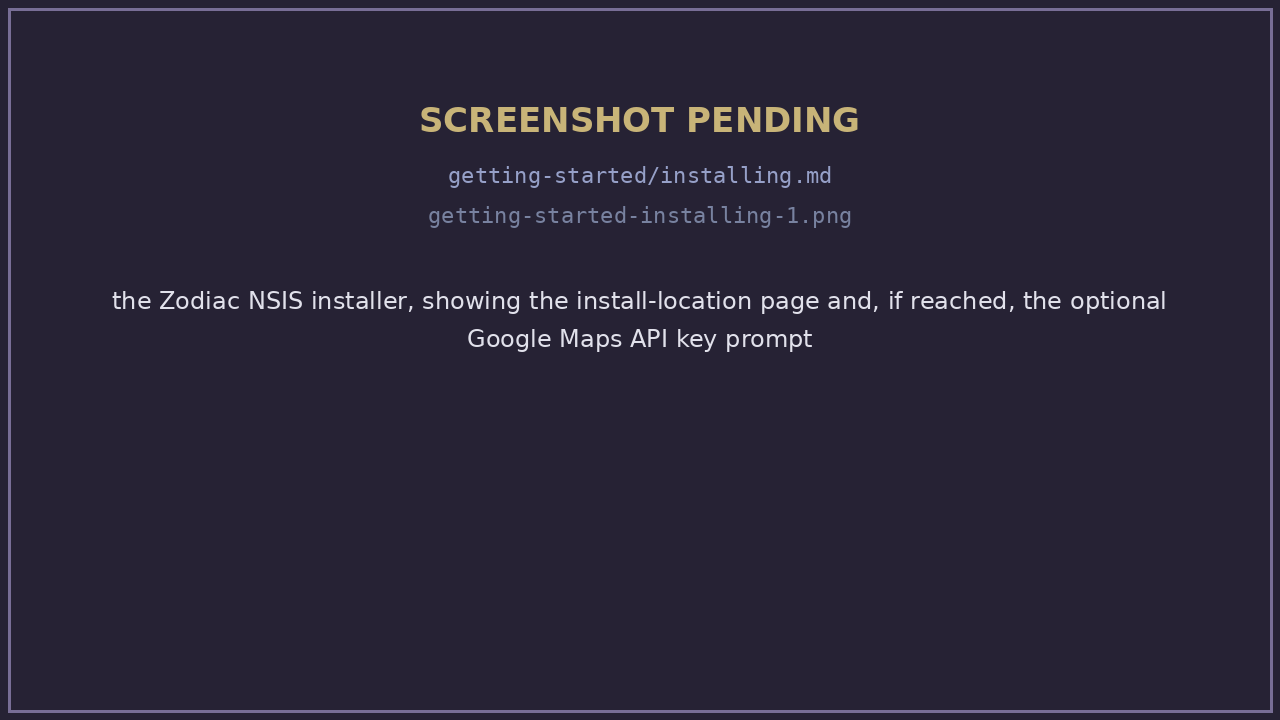 SCREENSHOT PENDING
getting-started/installing.md
getting-started-installing-1.png
the Zodiac NSIS installer, showing the install-location page and, if reached, the optional
Google Maps API key prompt